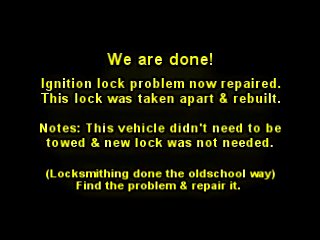 We are done!
Ignition lock problem now repaired.
This lock was taken apart & rebuilt.
Notes: This vehicle didn't need to be
towed & new lock was not needed.
(Locksmithing done the oldschool way)
Find the problem & repair it.